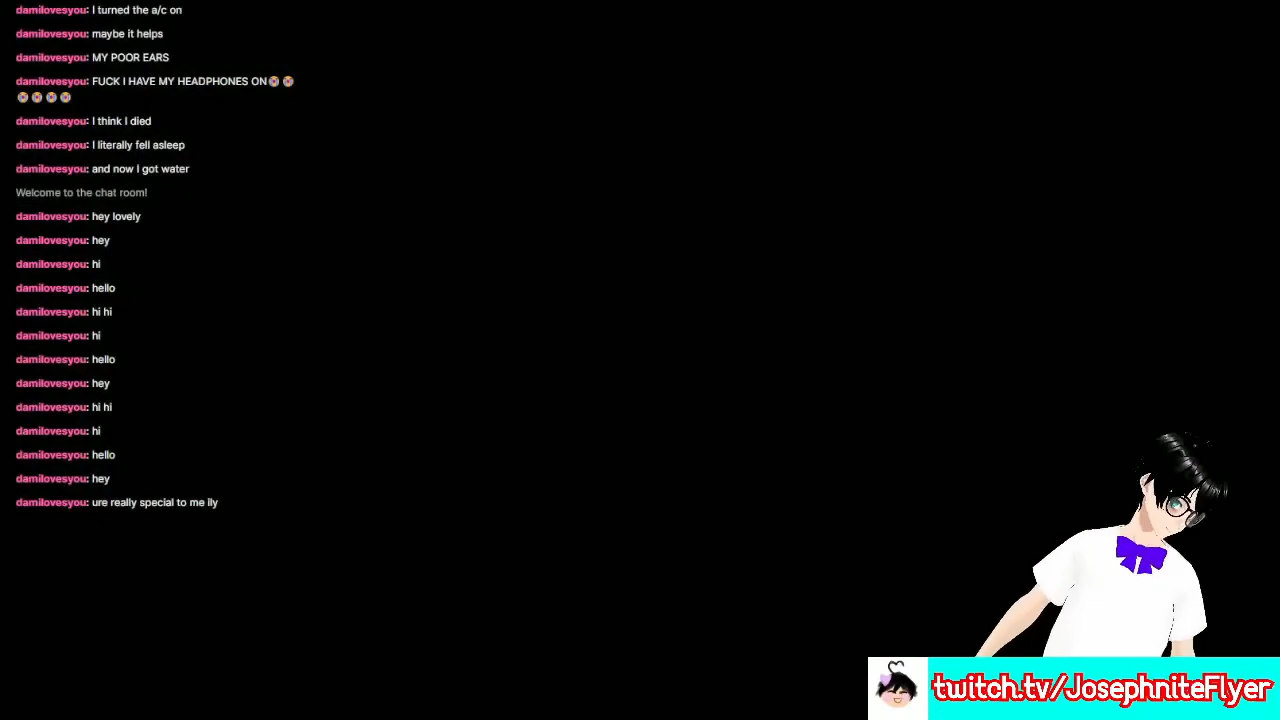 damilovesyou: I turned the a/c on
damilovesyou: maybe it helps
damilovesyou: MY POOR EARS
damilovesyou: FUCK I HAVE MY HEADPHONES ON😭😭
😭😭😭😭
damilovesyou: I think I died
damilovesyou: I literally fell asleep
damilovesyou: and now I got water
Welcome to the chat room!
damilovesyou: hey lovely
damilovesyou: hey
damilovesyou: hi
damilovesyou: hello
damilovesyou: hi hi
damilovesyou: hi
damilovesyou: hello
damilovesyou: hey
damilovesyou: hi hi
damilovesyou: hi
damilovesyou: hello
damilovesyou: hey
damilovesyou: ure really special to me ily
twitch.tv/JosephniteFlyer